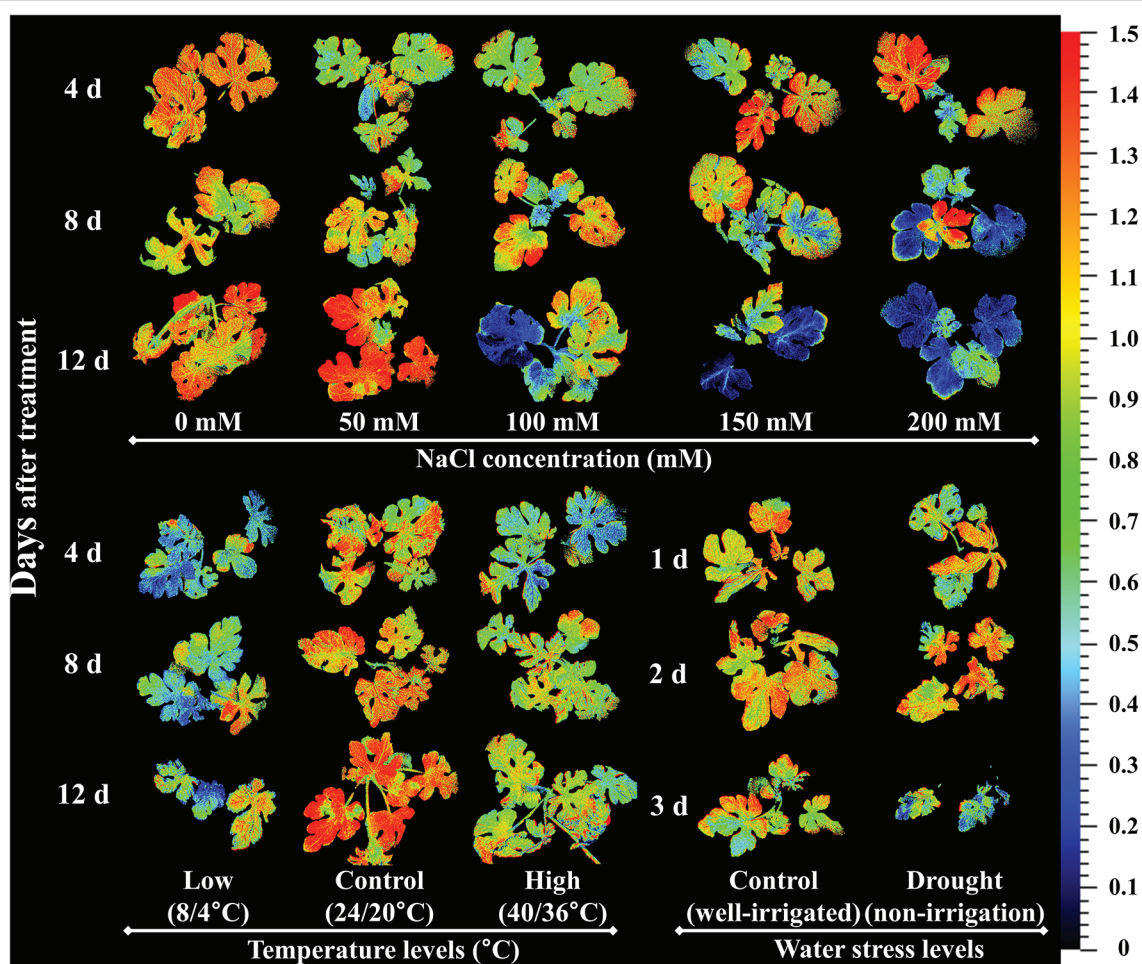 4 d
8 d
12 d
0 mM 50 mM 100 mM 150 mM 200 mM
NaCl concentration (mM)
Days after treatment
4 d
8 d
12 d
1 d
2 d
3 d
Low Control High Control Drought
(8/4°C) (24/20°C) (40/36°C) (well-irrigated) (non-irrigation)
Temperature levels (°C) Water stress levels
1.5
1.4
1.3
1.2
1.1
1.0
0.9
0.8
0.7
0.6
0.5
0.4
0.3
0.2
0.1
0